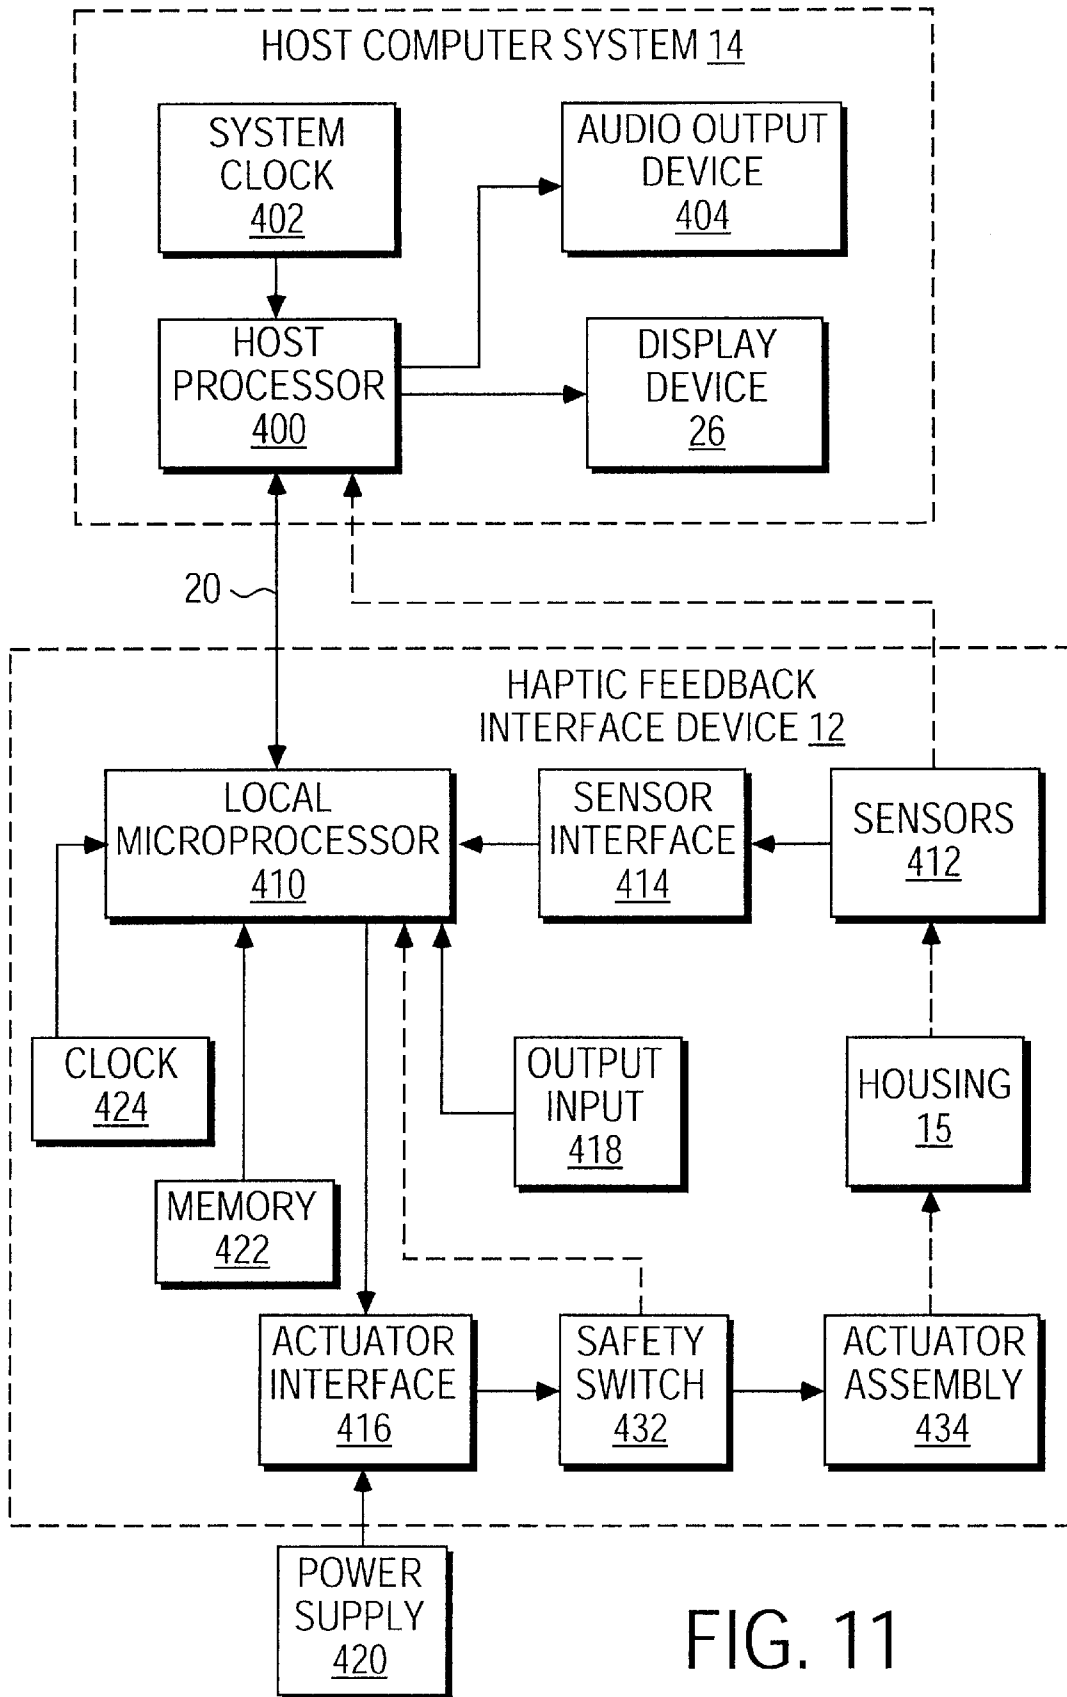 HOST COMPUTER SYSTEM 14
SYSTEM
CLOCK
402
AUDIO OUTPUT
DEVICE
404
HOST
PROCESSOR
400
DISPLAY
DEVICE
26
20
HAPTIC FEEDBACK
INTERFACE DEVICE 12
LOCAL
MICROPROCESSOR
410
SENSOR
INTERFACE
414
SENSORS
412
CLOCK
424
OUTPUT
INPUT
418
HOUSING
15
MEMORY
422
ACTUATOR
INTERFACE
416
SAFETY
SWITCH
432
ACTUATOR
ASSEMBLY
434
POWER
SUPPLY
420
FIG. 11